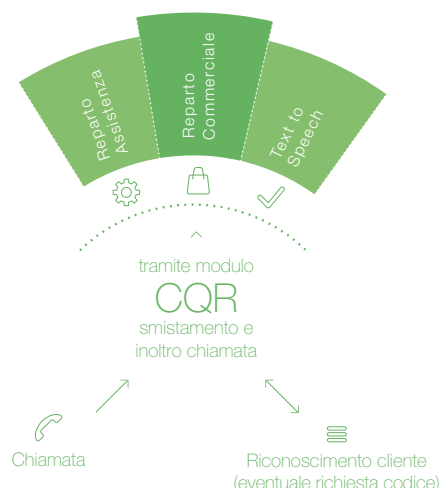 Reparto
Assistenza
Reparto
Commerciale
Text to
Speech
tramite modulo
CQR
smistamento e
inoltro chiamata
Chiamata
Riconoscimento cliente
(eventuale richiesta codice)